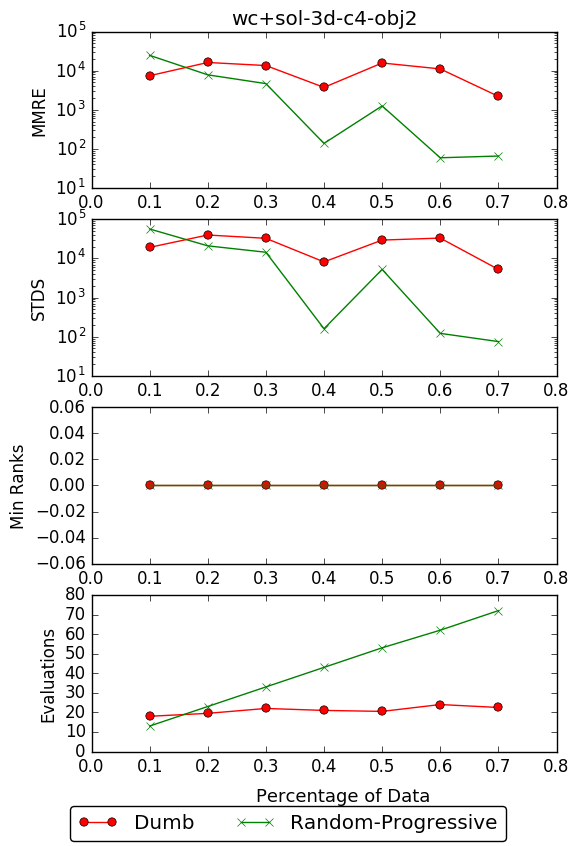 wc+sol-3d-c4-obj2
10^5
10^4
10^3
10^2
10^1
MMRE
0.0 0.1 0.2 0.3 0.4 0.5 0.6 0.7 0.8
10^5
10^4
10^3
10^2
10^1
STDS
0.0 0.1 0.2 0.3 0.4 0.5 0.6 0.7 0.8
0.06
0.04
0.02
0.00
−0.02
−0.04
−0.06
Min Ranks
0.0 0.1 0.2 0.3 0.4 0.5 0.6 0.7 0.8
80
70
60
50
40
30
20
10
0
Evaluations
0.0 0.1 0.2 0.3 0.4 0.5 0.6 0.7 0.8
Percentage of Data
Dumb Random-Progressive